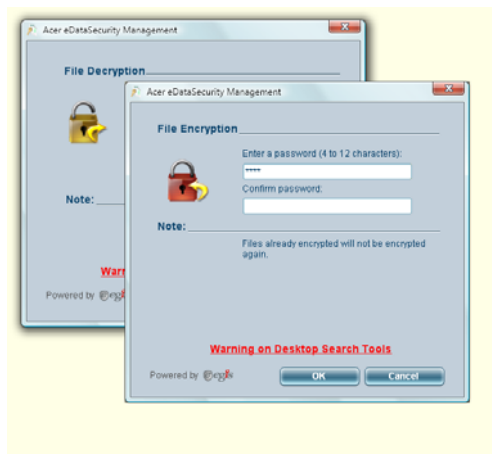 Acer eDataSecurity Management
File Decryption
Note:
Powered by
Acer eDataSecurity Management
File Encryption
Enter a password (4 to 12 characters):
****
Confirm password:
Note:
Files already encrypted will not be encrypted
again.
Warning on Desktop Search Tools
Powered by
OK Cancel